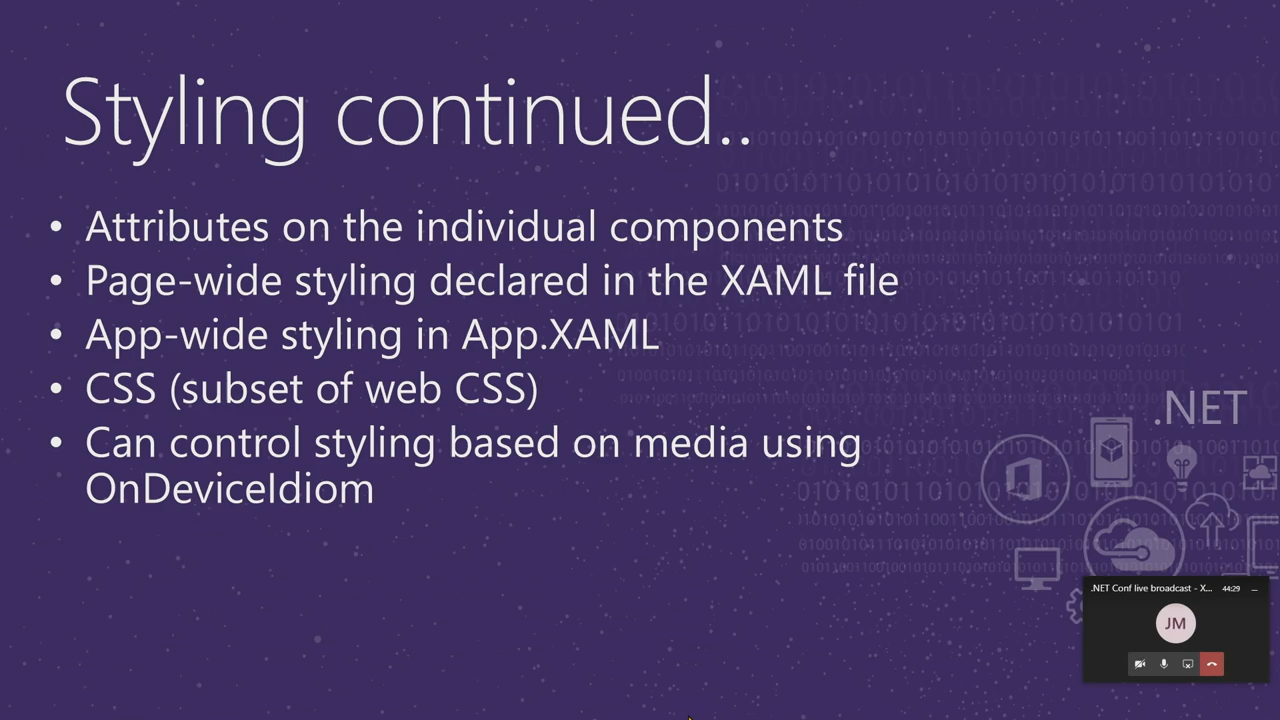 Styling continued..
• Attributes on the individual components
• Page-wide styling declared in the XAML file
• App-wide styling in App.XAML
• CSS (subset of web CSS)
• Can control styling based on media using
OnDeviceIdiom
.NET
.NET Conf live broadcast - X... 44:29
JM